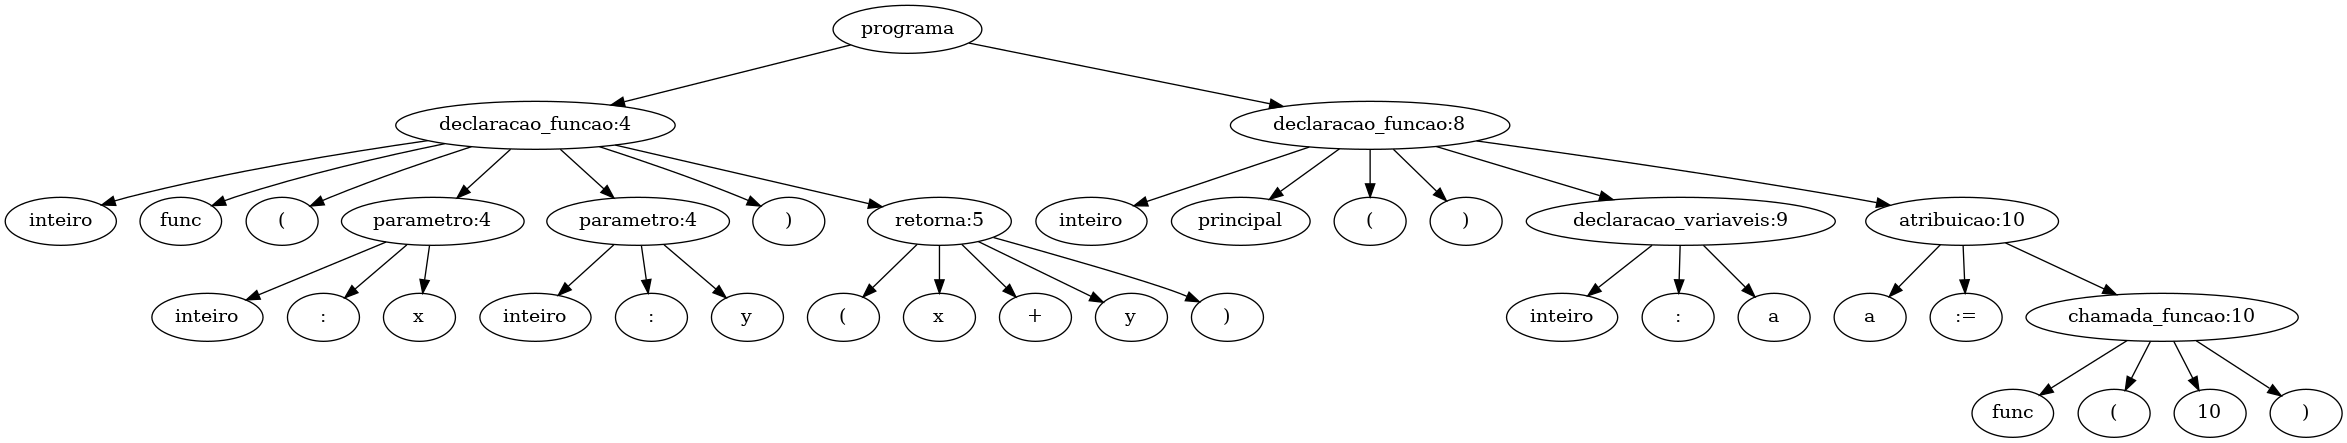 programa
declaracao_funcao:4
declaracao_funcao:8
inteiro
func
(
parametro:4
parametro:4
)
retorna:5
inteiro
principal
(
)
declaracao_variaveis:9
atribuicao:10
inteiro
:
x
inteiro
:
y
(
x
+
y
)
inteiro
:
a
a
:=
chamada_funcao:10
func
(
10
)